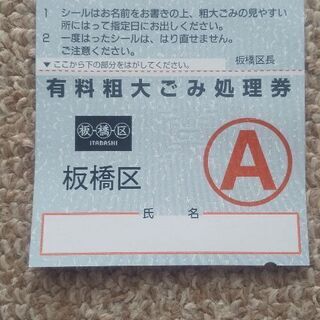 1 シールはお名前をお書きの上、粗大ごみの見やすい
所にはって指定日にお出しください。
2 一度はったシールは、はり直せません。
ご注意ください。
板橋区長
▼ ここから下の部分をはがしてください。
有料粗大ごみ処理券
板・橋・区
ITABASHI
板橋区
A
氏 名